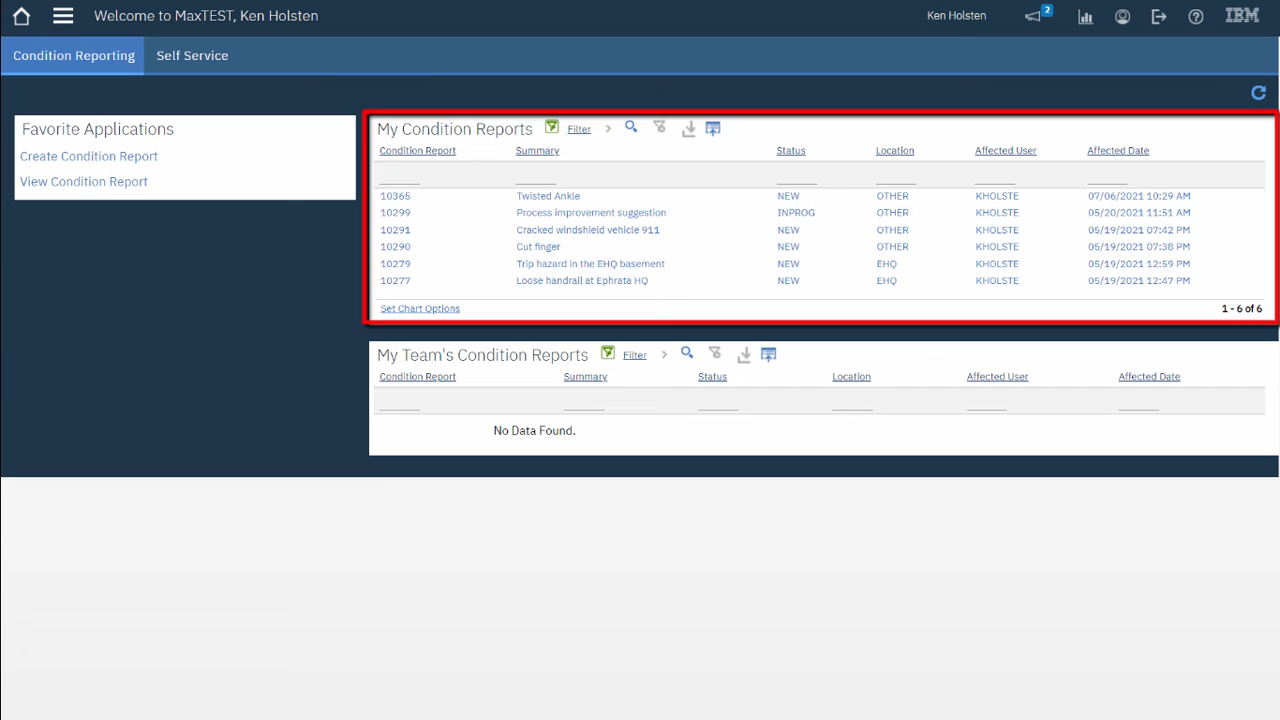 Welcome to MaxTEST, Ken Holsten
Ken Holsten 2 IBM
Condition Reporting Self Service
Favorite Applications
Create Condition Report
View Condition Report
My Condition Reports Filter
Condition Report Summary Status Location Affected User Affected Date
10365 Twisted Ankle NEW OTHER KHOLSTE 07/06/2021 10:29 AM
10299 Process improvement suggestion INPROG OTHER KHOLSTE 05/20/2021 11:51 AM
10291 Cracked windshield vehicle 911 NEW OTHER KHOLSTE 05/19/2021 07:42 PM
10290 Cut finger NEW OTHER KHOLSTE 05/19/2021 07:38 PM
10279 Trip hazard in the EHQ basement NEW EHQ KHOLSTE 05/19/2021 12:59 PM
10277 Loose handrall at Ephrata HQ NEW EHQ KHOLSTE 05/19/2021 12:47 PM
Set Chart Options 1 - 6 of 6
My Team's Condition Reports Filter
Condition Report Summary Status Location Affected User Affected Date
No Data Found.